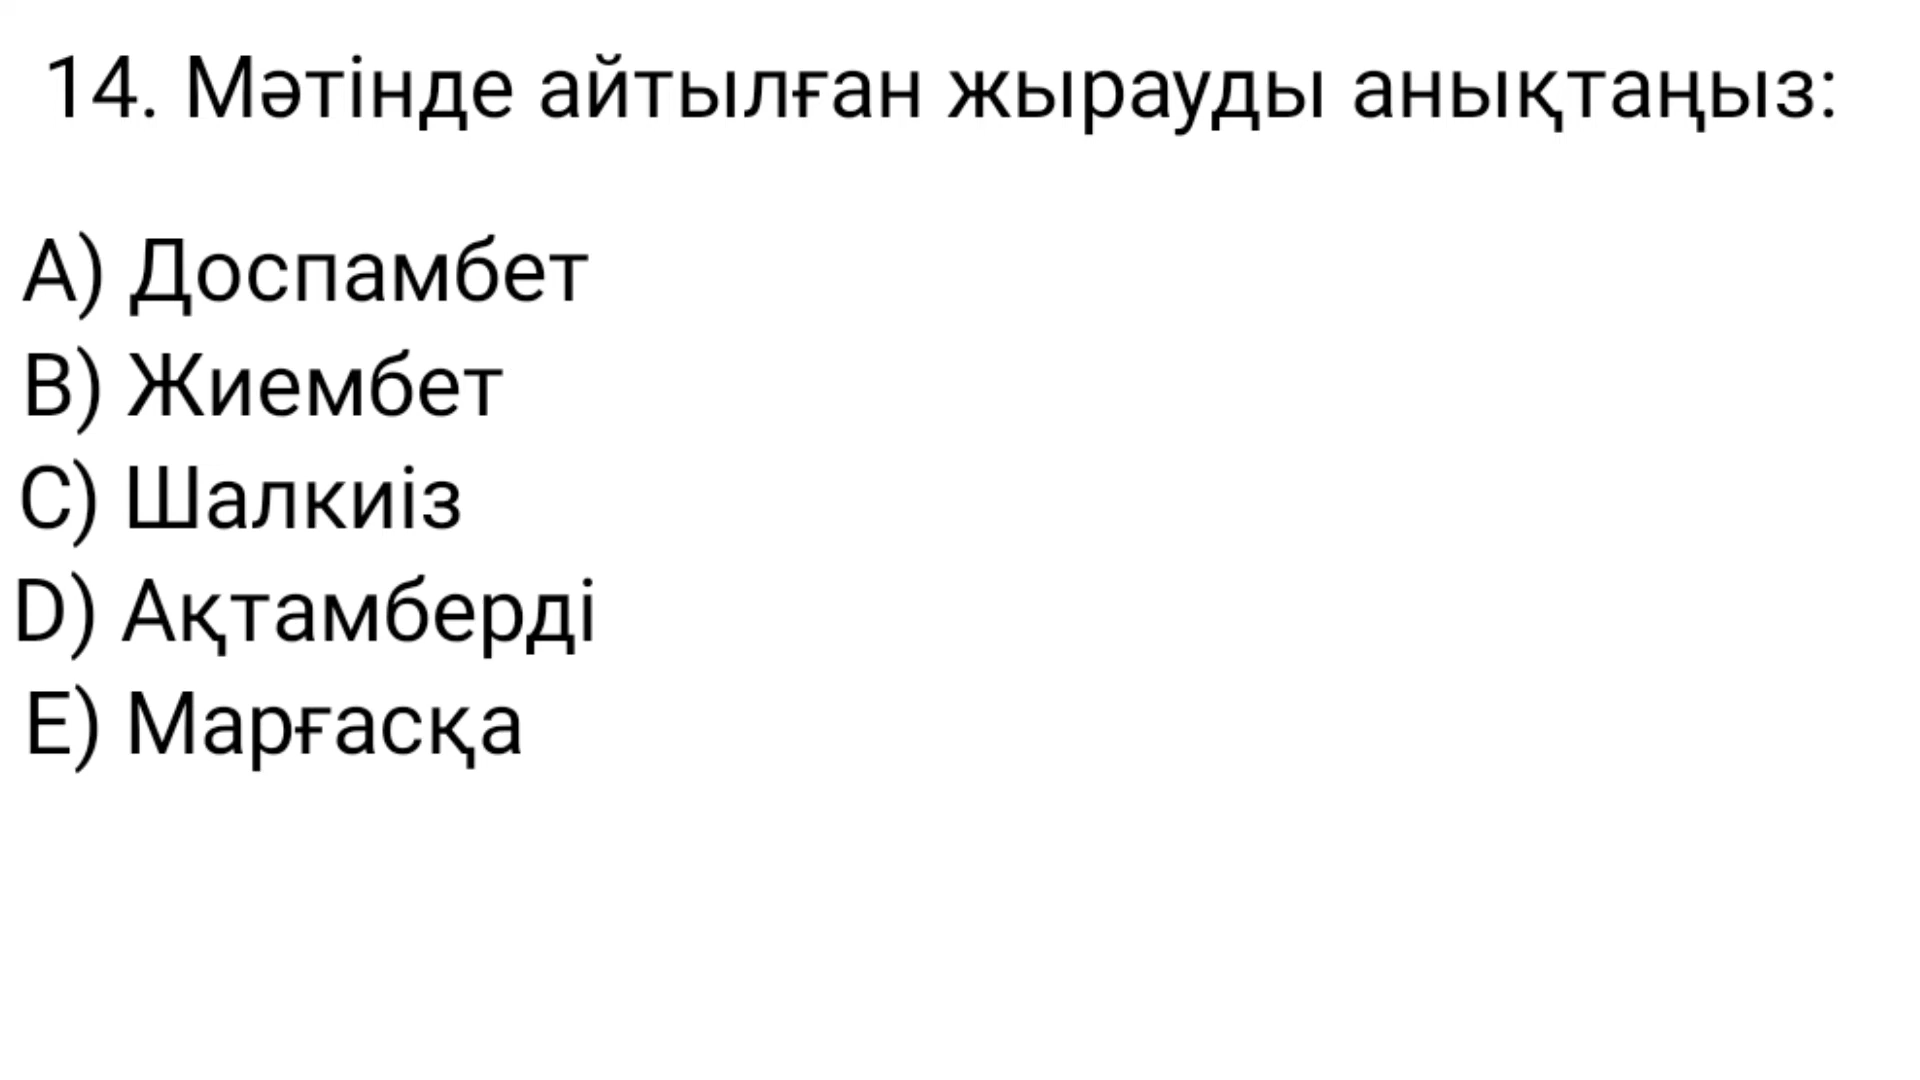 14. Мәтінде айтылған жырауды анықтаңыз:
A) Доспамбет
B) Жиембет
C) Шалкиіз
D) Ақтамберді
E) Марғасқа